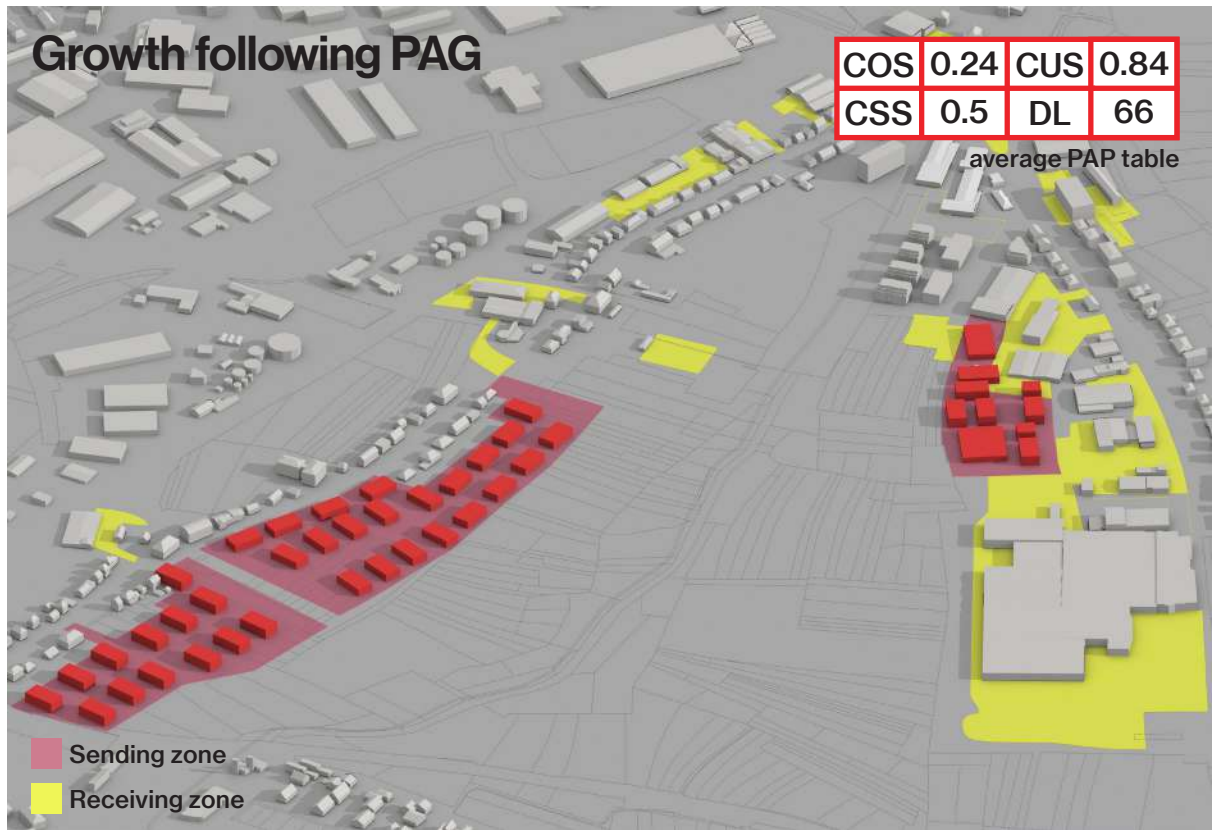 Growth following PAG
COS 0.24 CUS 0.84
CSS 0.5 DL 66
average PAP table
Sending zone
Receiving zone